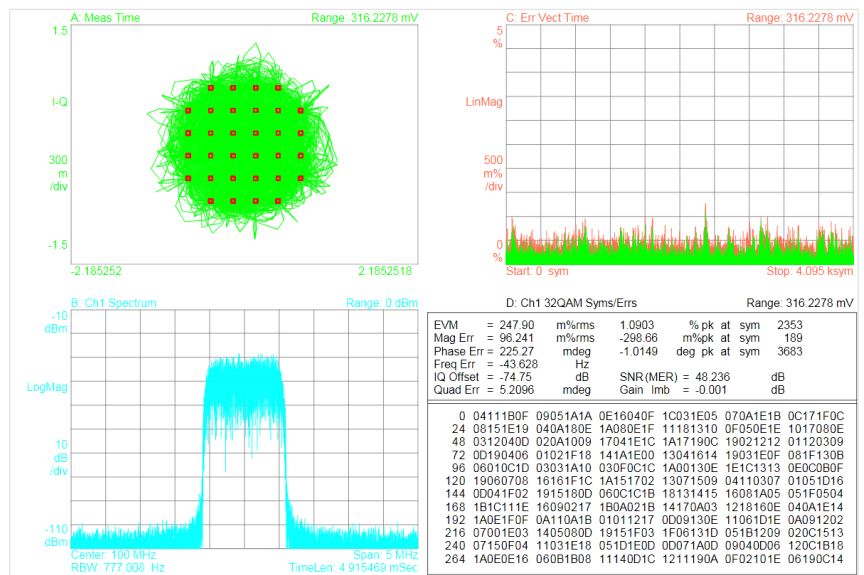 A: Meas Time Range: 316.2278 mV
1.5
I-Q
300
m
/div
-1.5
-2.185252 2.1852518
C: Err Vect Time Range: 316.2278 mV
5
%
LinMag
500
m%
/div
0
%
Start: 0 sym Stop: 4.095 ksym
B: Ch1 Spectrum Range: 0 dBm
-10
dBm
LogMag
10
dB
/div
-110
dBm
Center: 100 MHz Span: 5 MHz
RBW: 777.008 Hz TimeLen: 4.915469 mSec
D: Ch1 32QAM Syms/Errs Range: 316.2278 mV
EVM = 247.90 m%rms 1.0903 % pk at sym 2353
Mag Err = 96.241 m%rms -298.66 m%pk at sym 189
Phase Err = 225.27 mdeg -1.0149 deg pk at sym 3683
Freq Err = -43.628 Hz
IQ Offset = -74.75 dB SNR(MER) = 48.236 dB
Quad Err = 5.2096 mdeg Gain Imb = -0.001 dB
0 04111B0F 09051A1A 0E16040F 1C031E05 070A1E1B 0C171F0C
24 08151E19 040A180E 1A080E1F 11181310 0F050E1E 1017080E
48 0312040D 020A1009 17041E1C 1A17190C 19021212 01120309
72 0D190406 01021F18 141A1E00 13041614 19031E0F 081F130B
96 06010C1D 03031A10 030F0C1C 1A00130E 1E1C1313 0E0C0B0F
120 19060708 16161F1C 1A151702 13071509 04110307 01051D16
144 0D041F02 1915180D 060C1C1B 18131415 16081A05 051F0504
168 1B1C111E 16090217 1B0A021B 14170A03 1218160E 040A1E14
192 1A0E1F0F 0A110A1B 01011217 0D09130E 11061D1E 0A091202
216 07001E03 1405080D 19151F03 1F06131D 051B1209 020C1513
240 07150F04 11031E18 051D1E0D 0D071A0D 09040D06 120C1B18
264 1A0E0E16 060B1B08 11140D1C 1211190A 0F02101E 06190C14